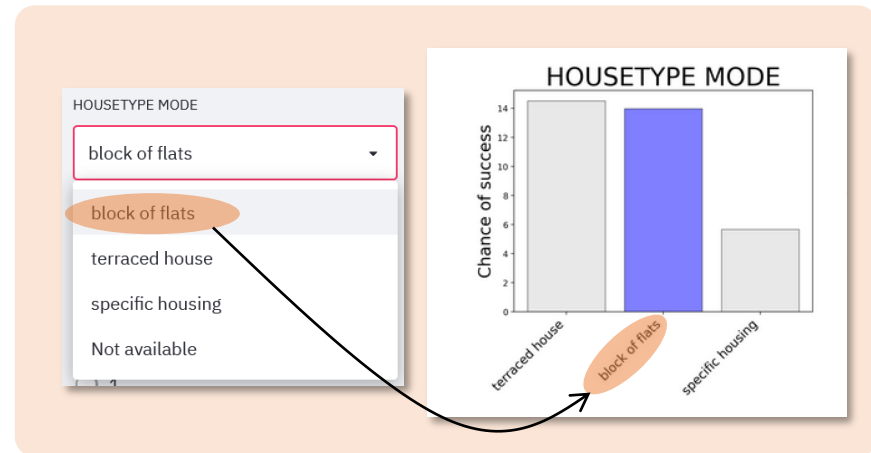 HOUSETYPE MODE
block of flats
block of flats
terraced house
specific housing
Not available
HOUSETYPE MODE
Chance of success
14
12
10
8
6
4
2
0
terraced house
block of flats
specific housing